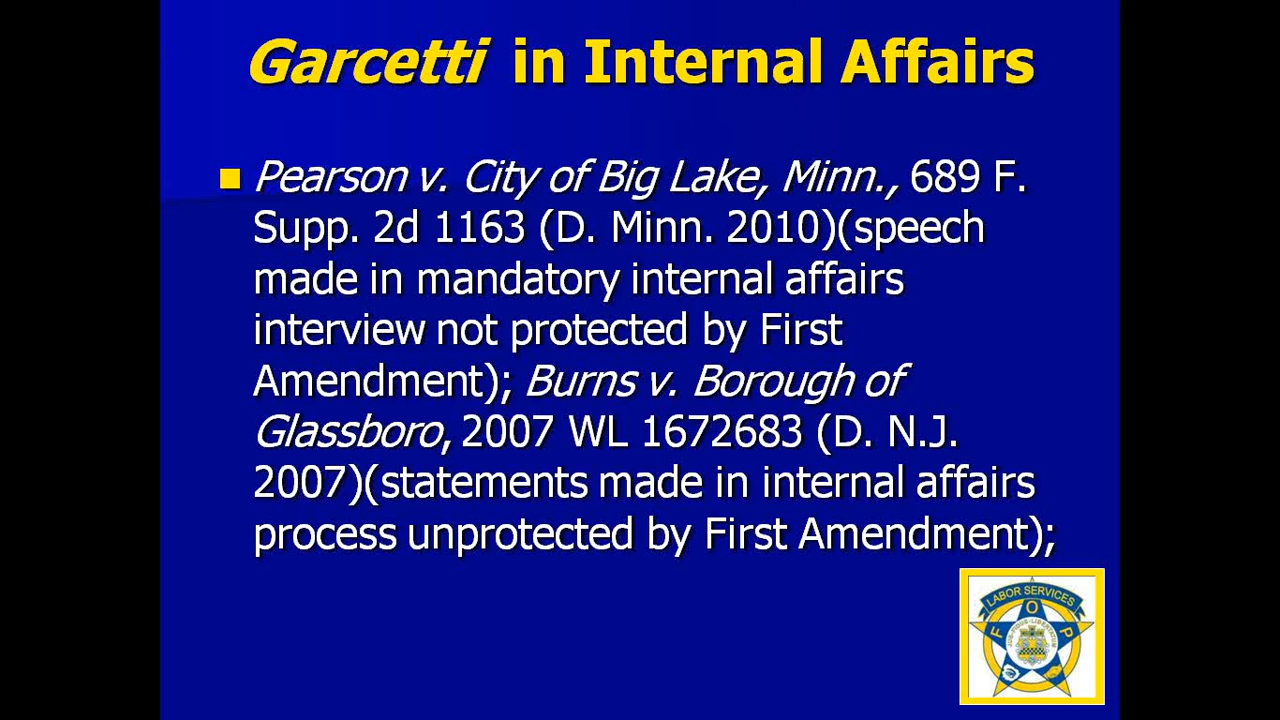 Garcetti in Internal Affairs
Pearson v. City of Big Lake, Minn., 689 F.
Supp. 2d 1163 (D. Minn. 2010)(speech
made in mandatory internal affairs
interview not protected by First
Amendment); Burns v. Borough of
Glassboro, 2007 WL 1672683 (D. N.J.
2007)(statements made in internal affairs
process unprotected by First Amendment);
LABOR SERVICES
F O P